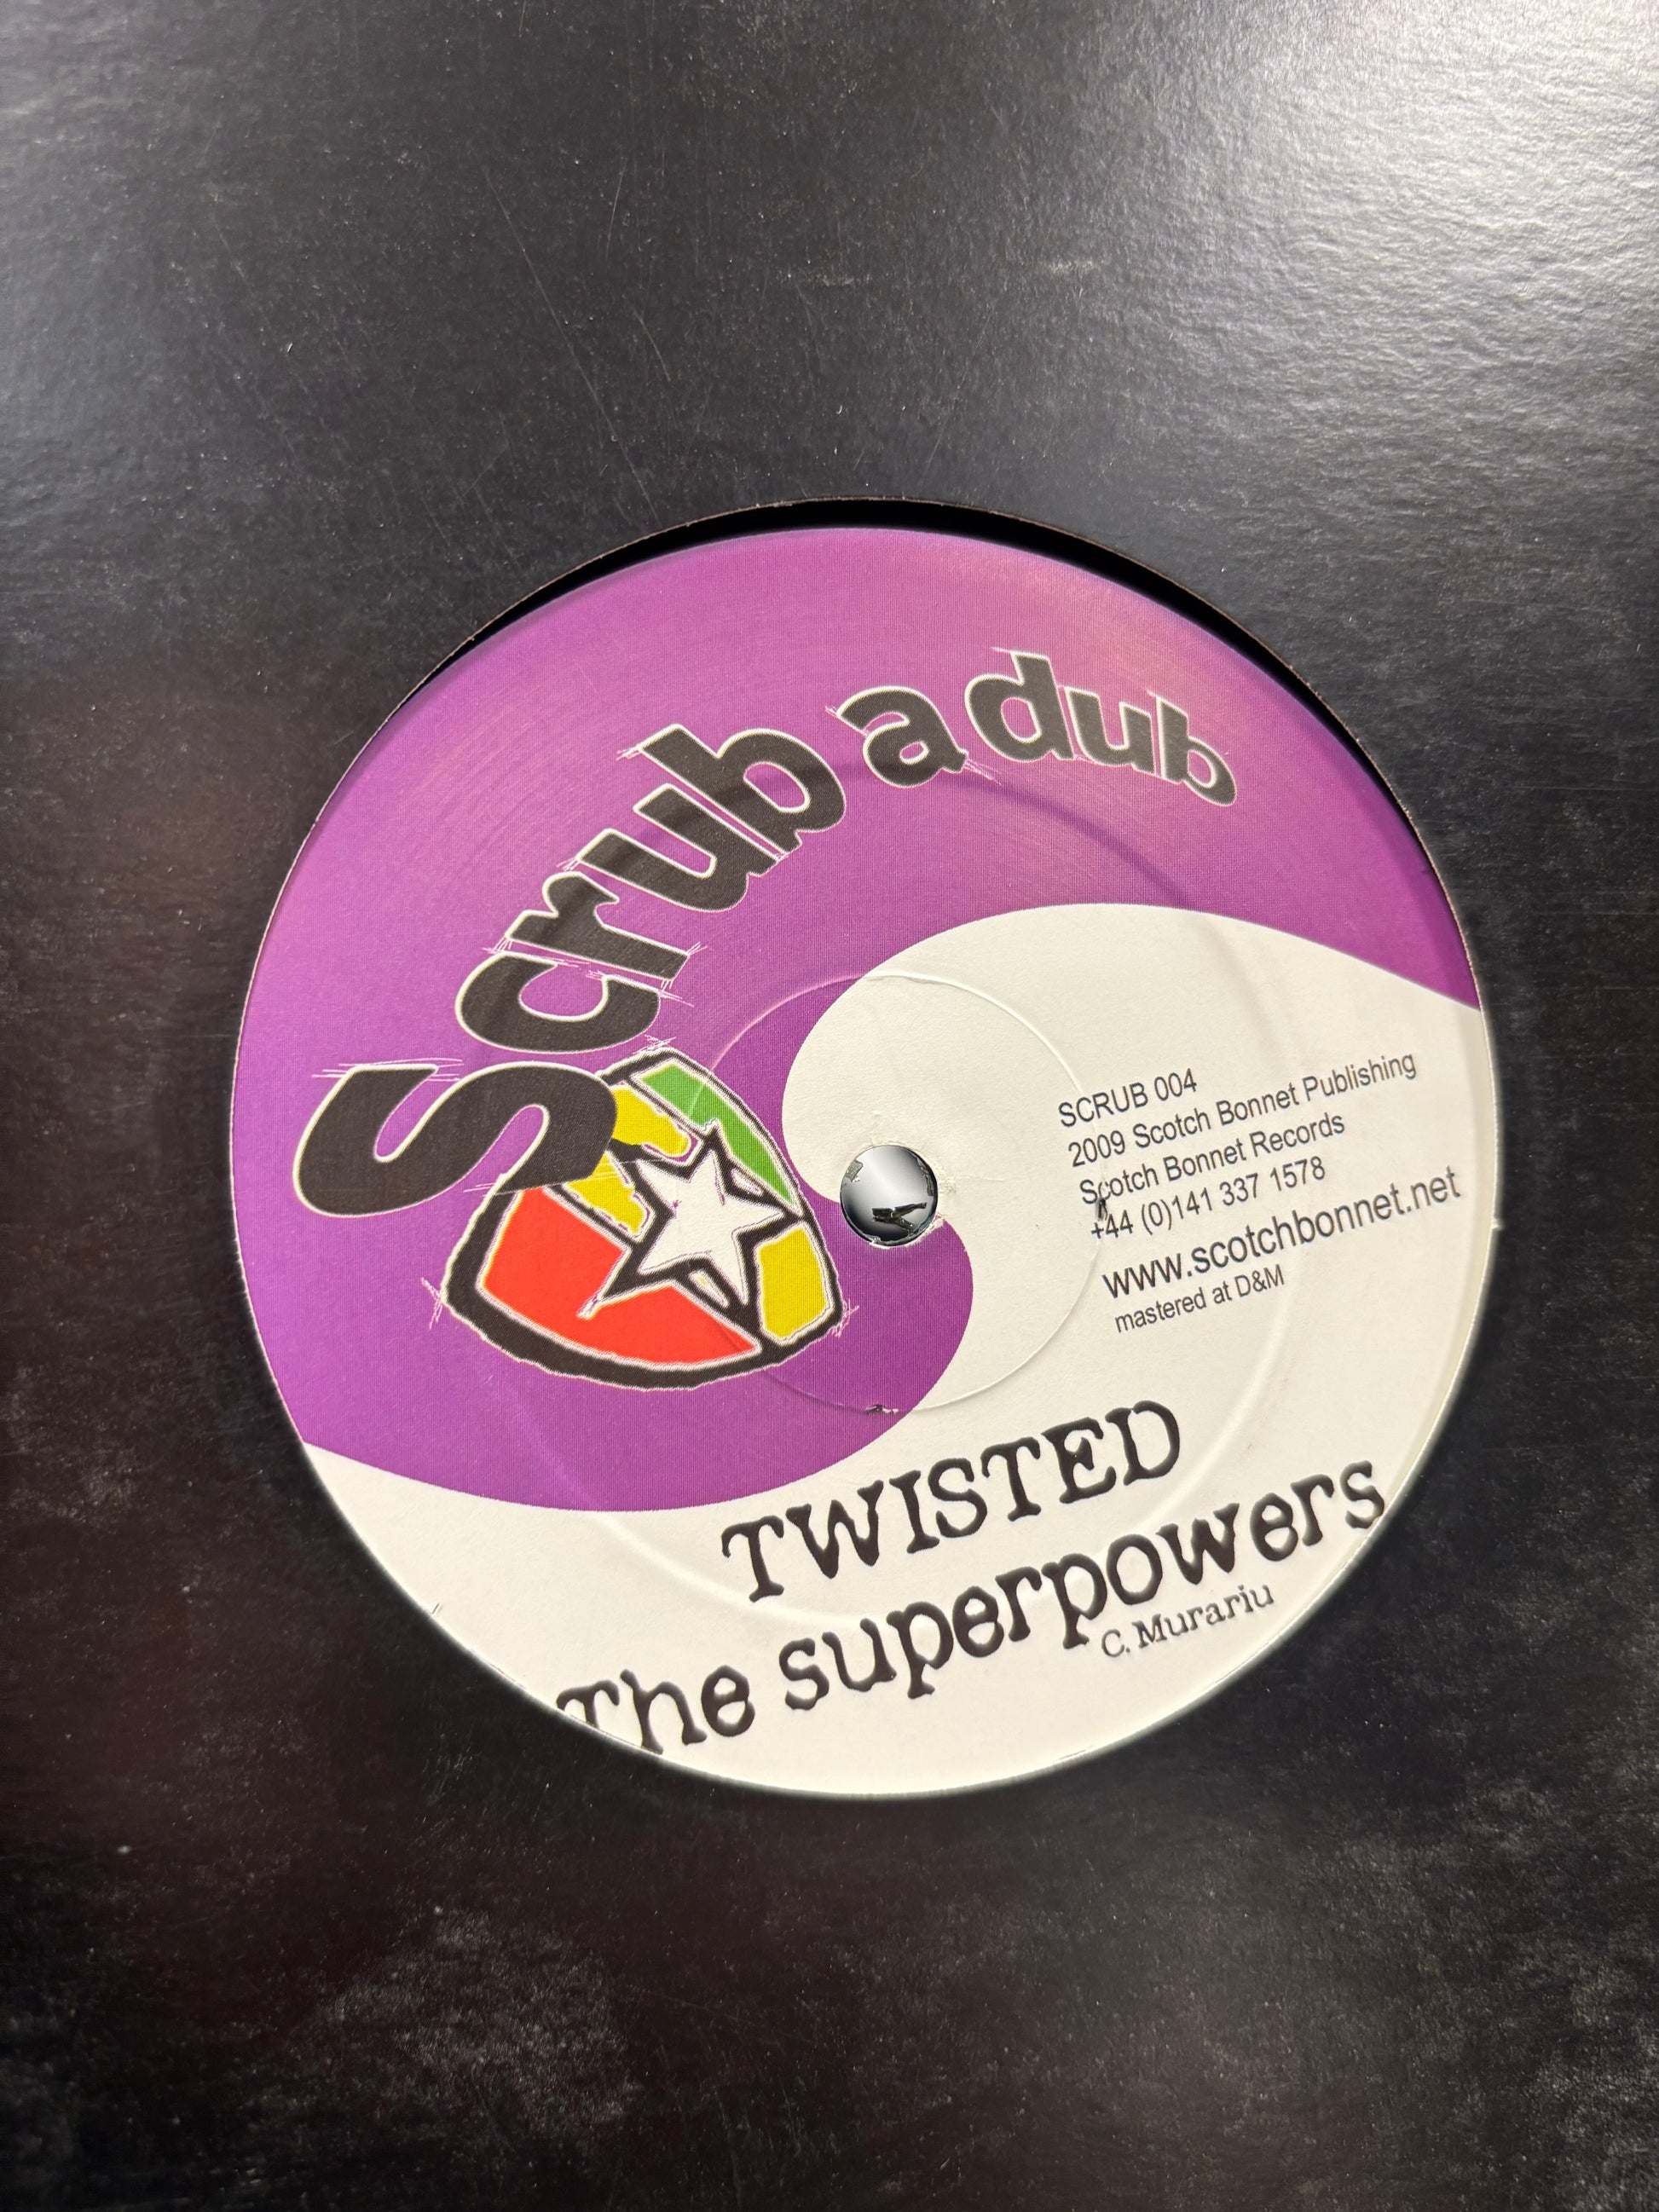 Scrub a dub
SCRUB 004
2009 Scotch Bonnet Publishing
Scotch Bonnet Records
+44 (0)141 337 1578
www.scotchbonnet.net
mastered at D&M
TWISTED
The superpowers
C. Murariu